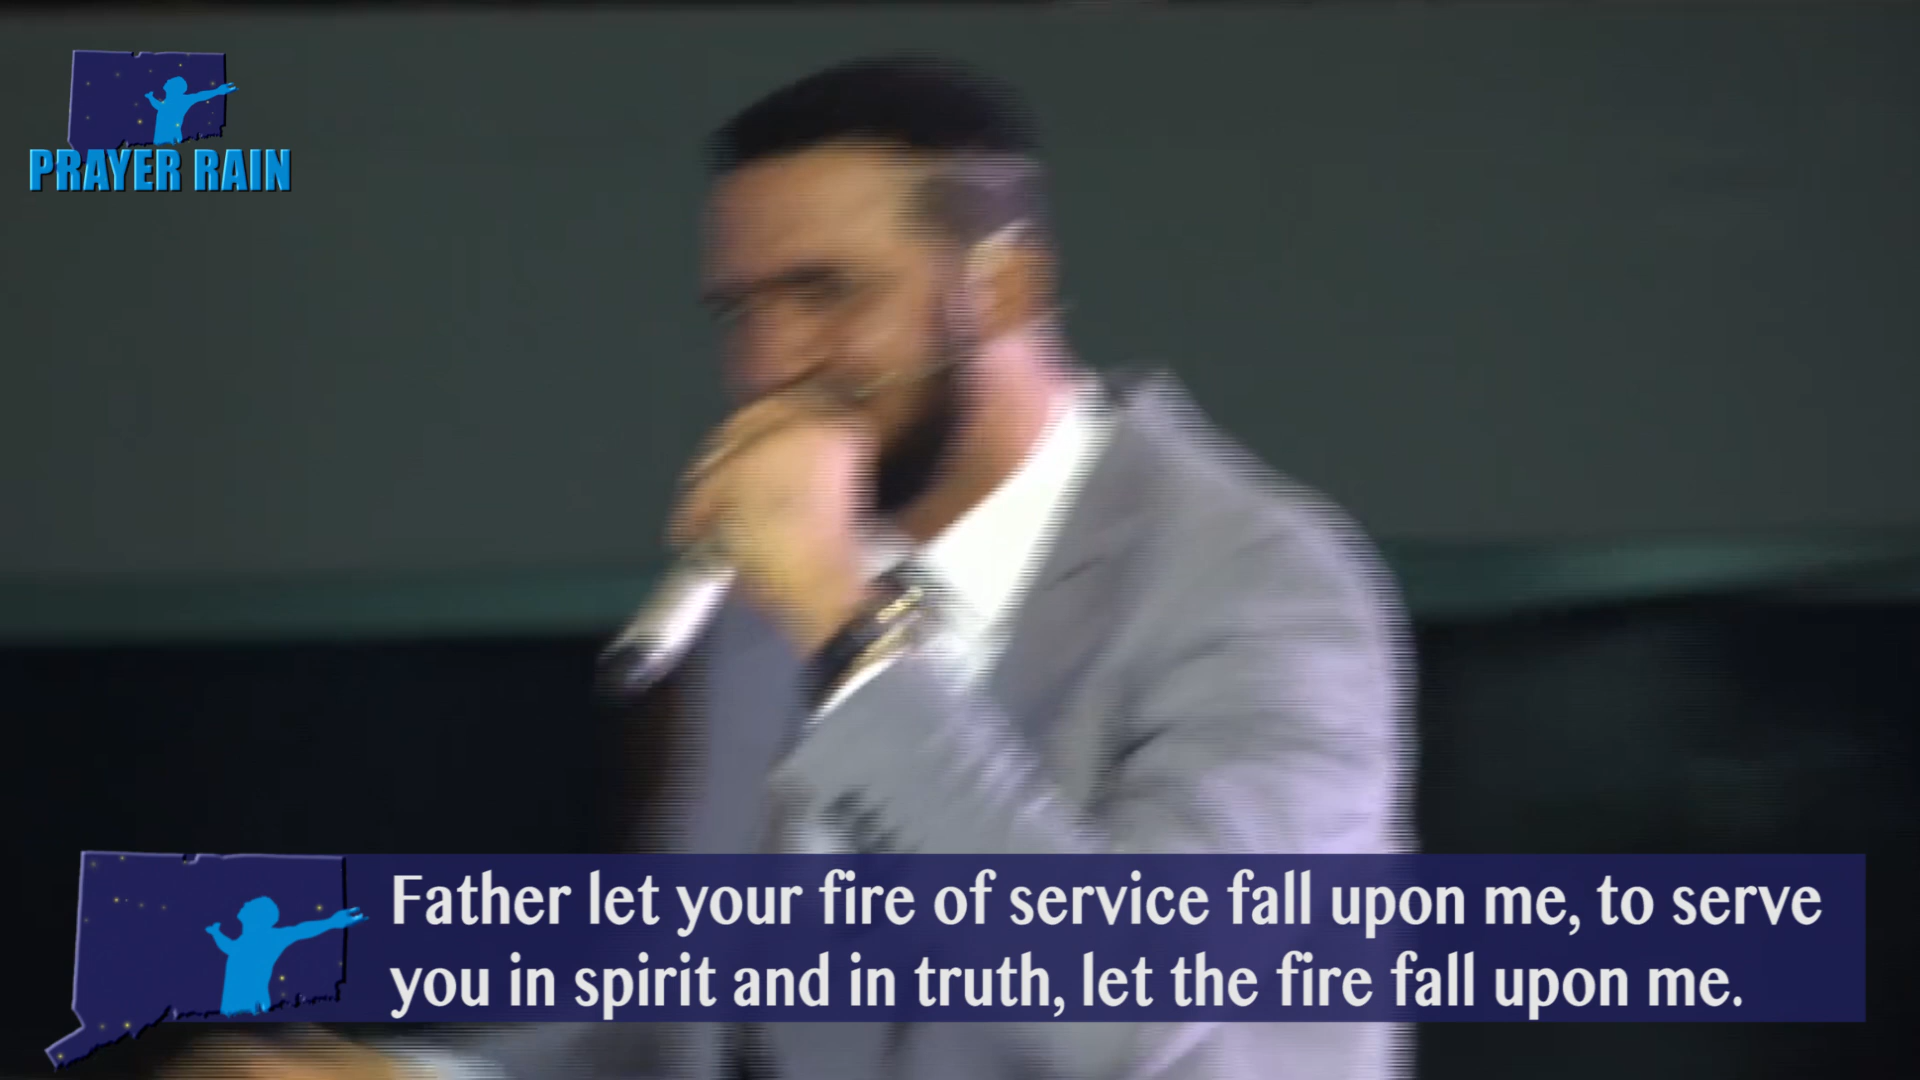 PRAYER RAIN
Father let your fire of service fall upon me, to serve
you in spirit and in truth, let the fire fall upon me.